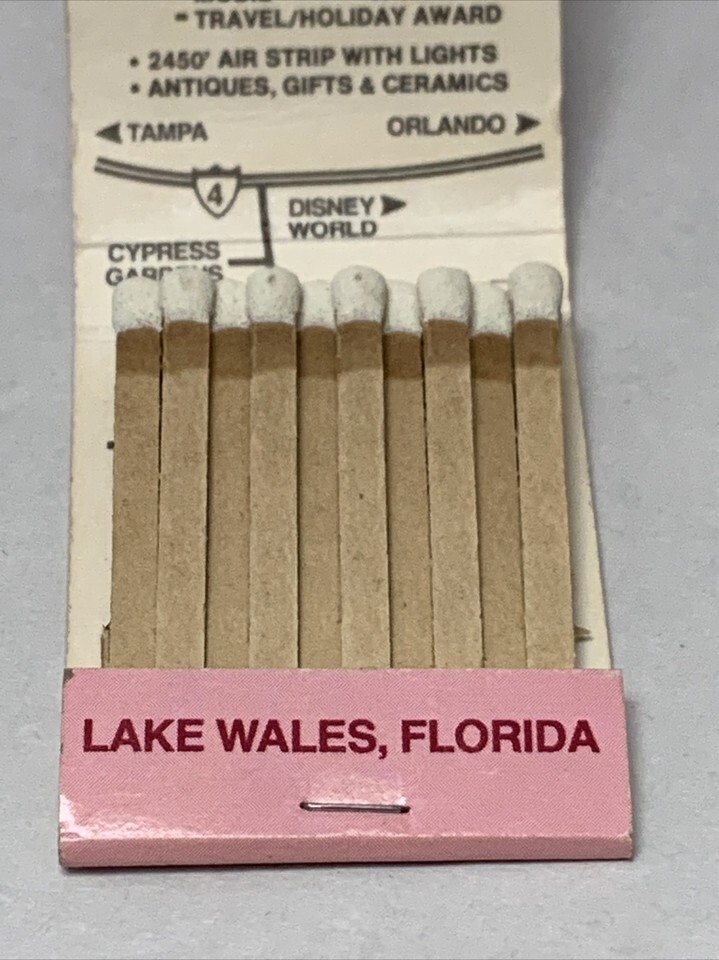 - TRAVEL/HOLIDAY AWARD
• 2450' AIR STRIP WITH LIGHTS
• ANTIQUES, GIFTS & CERAMICS
TAMPA ORLANDO
4
DISNEY
WORLD
CYPRESS
GARDENS
LAKE WALES, FLORIDA